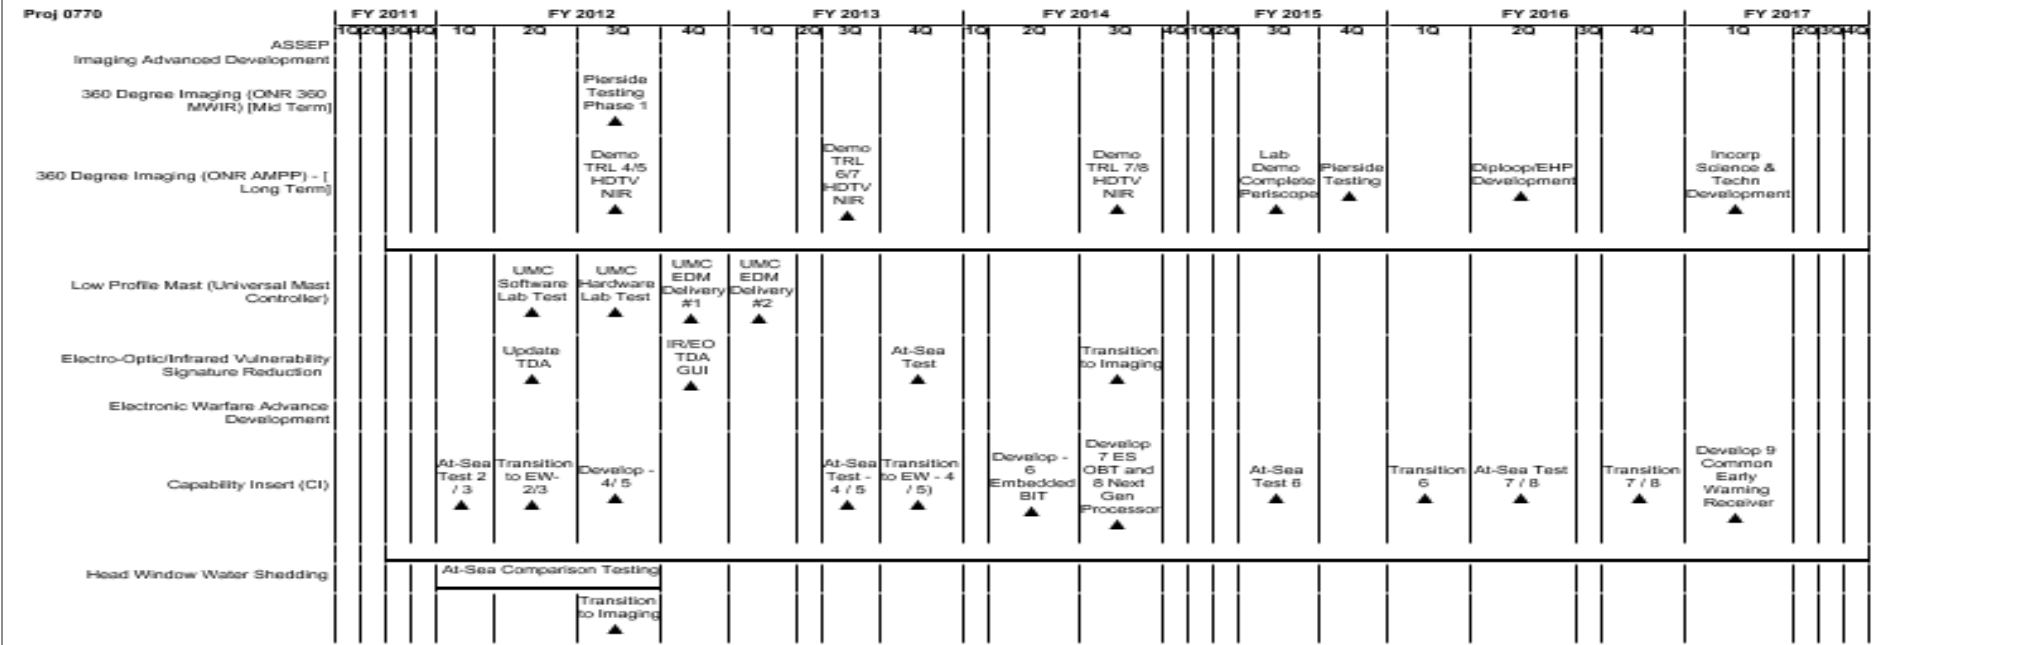 Proj 0770 FY 2011 FY 2012 FY 2013 FY 2014 FY 2015 FY 2016 FY 2017
1Q 2Q 3Q 4Q 1Q 2Q 3Q 4Q 1Q 2Q 3Q 4Q 1Q 2Q 3Q 4Q 1Q 2Q 3Q 4Q 1Q 2Q 3Q 4Q 1Q 2Q 3Q 4Q
ASSEP
Imaging Advanced Development
360 Degree Imaging (ONR 360
MWIR) [Mid Term]
Pierside
Testing
Phase 1
360 Degree Imaging (ONR AMPP) - [
Long Term]
Demo
TRL 4/5
HDTV
NIR
Demo
TRL
6/7
HDTV
NIR
Demo
TRL 7/8
HDTV
NIR
Lab
Demo
Complete
Periscope
Pierside
Testing
Diploop/EHP
Development
Incorp
Science &
Techn
Development
Low Profile Mast (Universal Mast
Controller)
UMC
Software
Lab Test
UMC
Hardware
Lab Test
UMC
EDM
Delivery
#1
UMC
EDM
Delivery
#2
Electro-Optic/Infrared Vulnerability
Signature Reduction
Update
TDA
IR/EO
TDA
GUI
At-Sea
Test
Transition
to Imaging
Electronic Warfare Advance
Development
Capability Insert (CI)
At-Sea
Test 2
/ 3
Transition
to EW-
2/3
Develop -
4/ 5
At-Sea
Test -
4 / 5
Transition
to EW - 4
/ 5)
Develop -
6
Embedded
BIT
Develop
7 ES
OBT and
8 Next
Gen
Processor
At-Sea
Test 6
Transition
6
At-Sea Test
7 / 8
Transition
7 / 8
Develop 9
Common
Early
Warning
Receiver
Head Window Water Shedding
At-Sea Comparison Testing
Transition
to Imaging